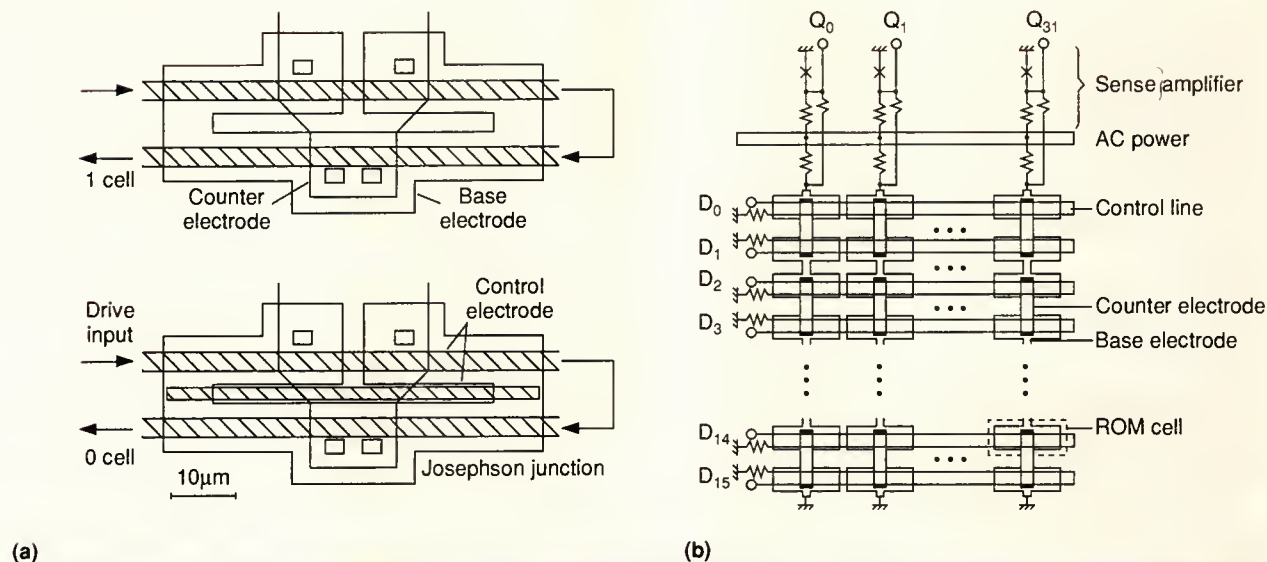 1 cell
Counter
electrode
Base
electrode
Drive
input
Control
electrode
0 cell
10μm
Josephson junction
(a)
Q0
Q1
Q31
Sense amplifier
AC power
D0
Control line
D1
D2
Counter electrode
D3
Base electrode
D14
ROM cell
D15
(b)